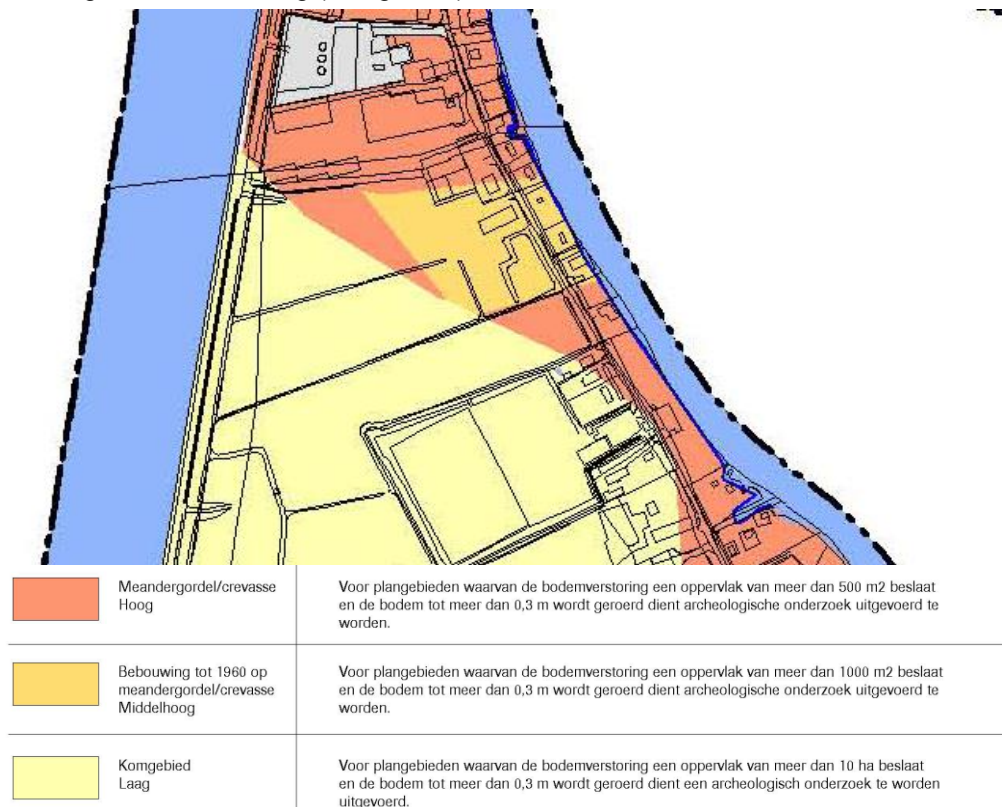 Meandergordel/crevasse
Hoog
Voor plangebieden waarvan de bodemverstoring een oppervlak van meer dan 500 m2 beslaat
en de bodem tot meer dan 0,3 m wordt geroerd dient archeologische onderzoek uitgevoerd te
worden.
Bebouwing tot 1960 op
meandergordel/crevasse
Middelhoog
Voor plangebieden waarvan de bodemverstoring een oppervlak van meer dan 1000 m2 beslaat
en de bodem tot meer dan 0,3 m wordt geroerd dient archeologische onderzoek uitgevoerd te
worden.
Komgebied
Laag
Voor plangebieden waarvan de bodemverstoring een oppervlak van meer dan 10 ha beslaat
en de bodem tot meer dan 0,3 m wordt geroerd dient een archeologisch onderzoek te worden
uitgevoerd.